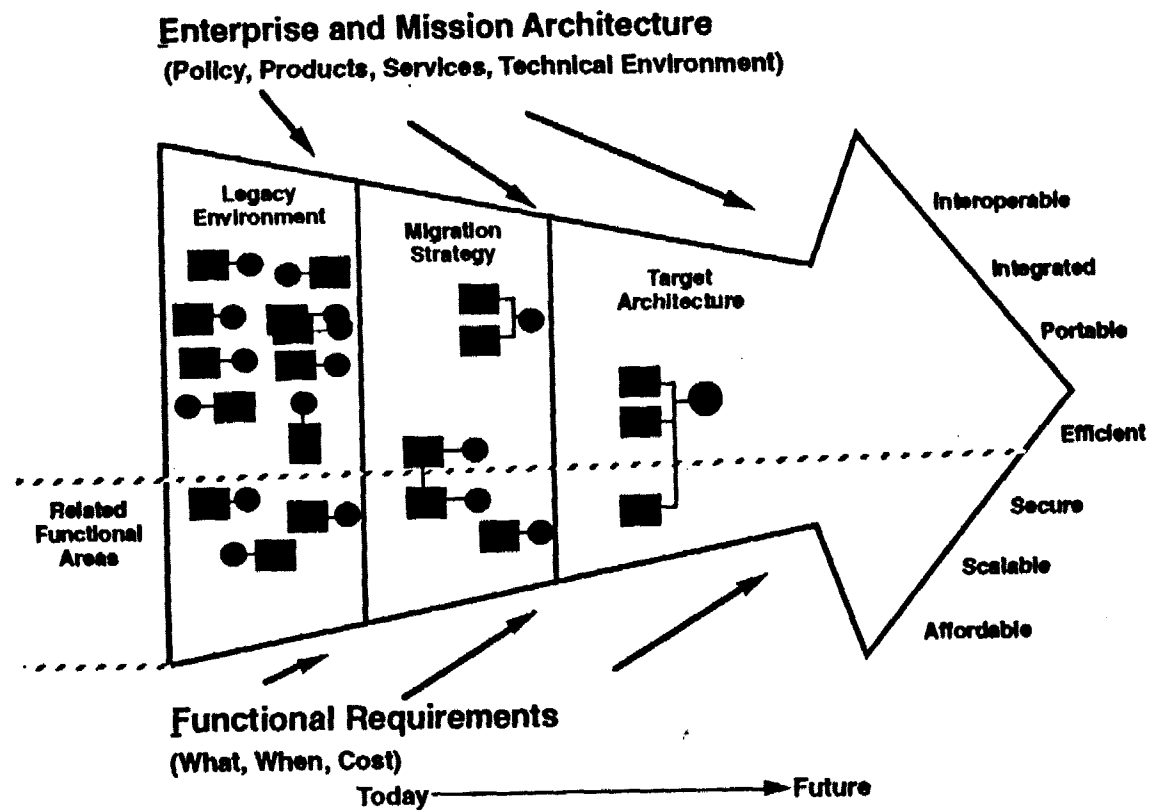 Enterprise and Mission Architecture
(Policy, Products, Services, Technical Environment)
Legacy
Environment
Migration
Strategy
Target
Architecture
Interoperable
Integrated
Portable
Efficient
Secure
Scalable
Affordable
Related
Functional
Areas
Functional Requirements
(What, When, Cost)
Today
Future